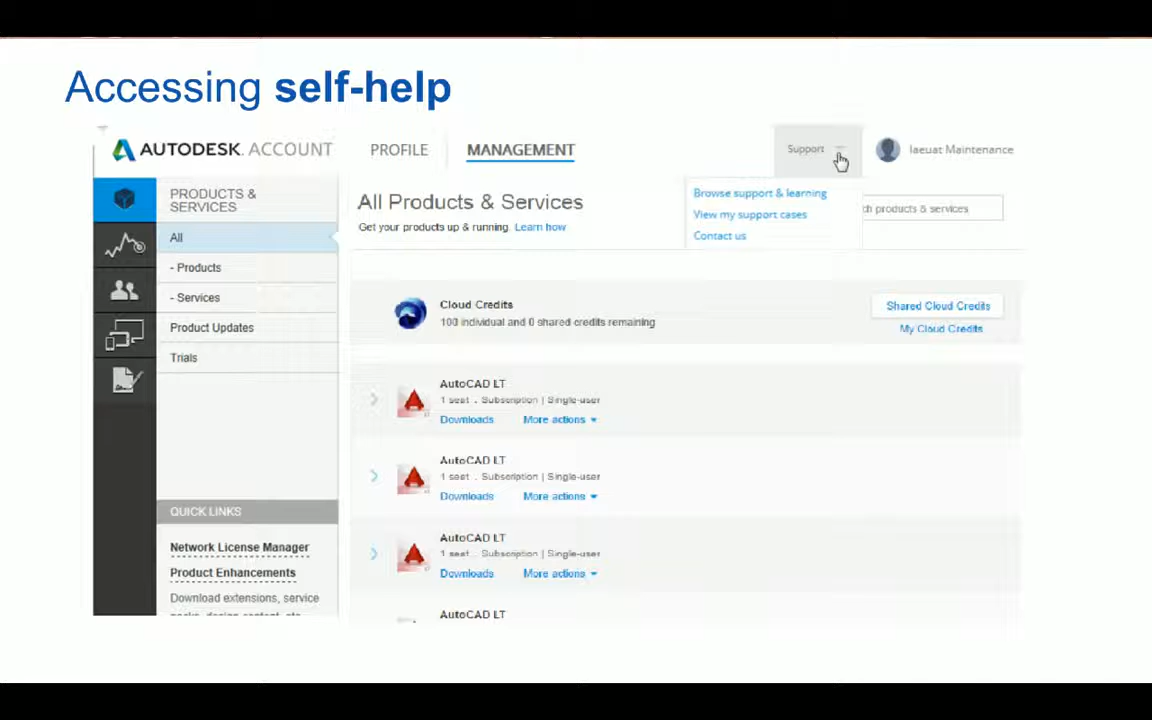 Accessing self-help
AUTODESK. ACCOUNT
PROFILE
MANAGEMENT
Support
Iaeuat Maintenance
PRODUCTS &
SERVICES
All
- Products
- Services
Product Updates
Trials
QUICK LINKS
Network License Manager
Product Enhancements
Download extensions, service
All Products & Services
Get your products up & running. Learn how
Browse support & learning
View my support cases
Contact us
products & services
Cloud Credits
100 individual and 0 shared credits remaining
Shared Cloud Credits
My Cloud Credits
AutoCAD LT
1 seat . Subscription | Single-user
Downloads More actions
AutoCAD LT
1 seat . Subscription | Single-user
Downloads More actions
AutoCAD LT
1 seat . Subscription | Single-user
Downloads More actions
AutoCAD LT